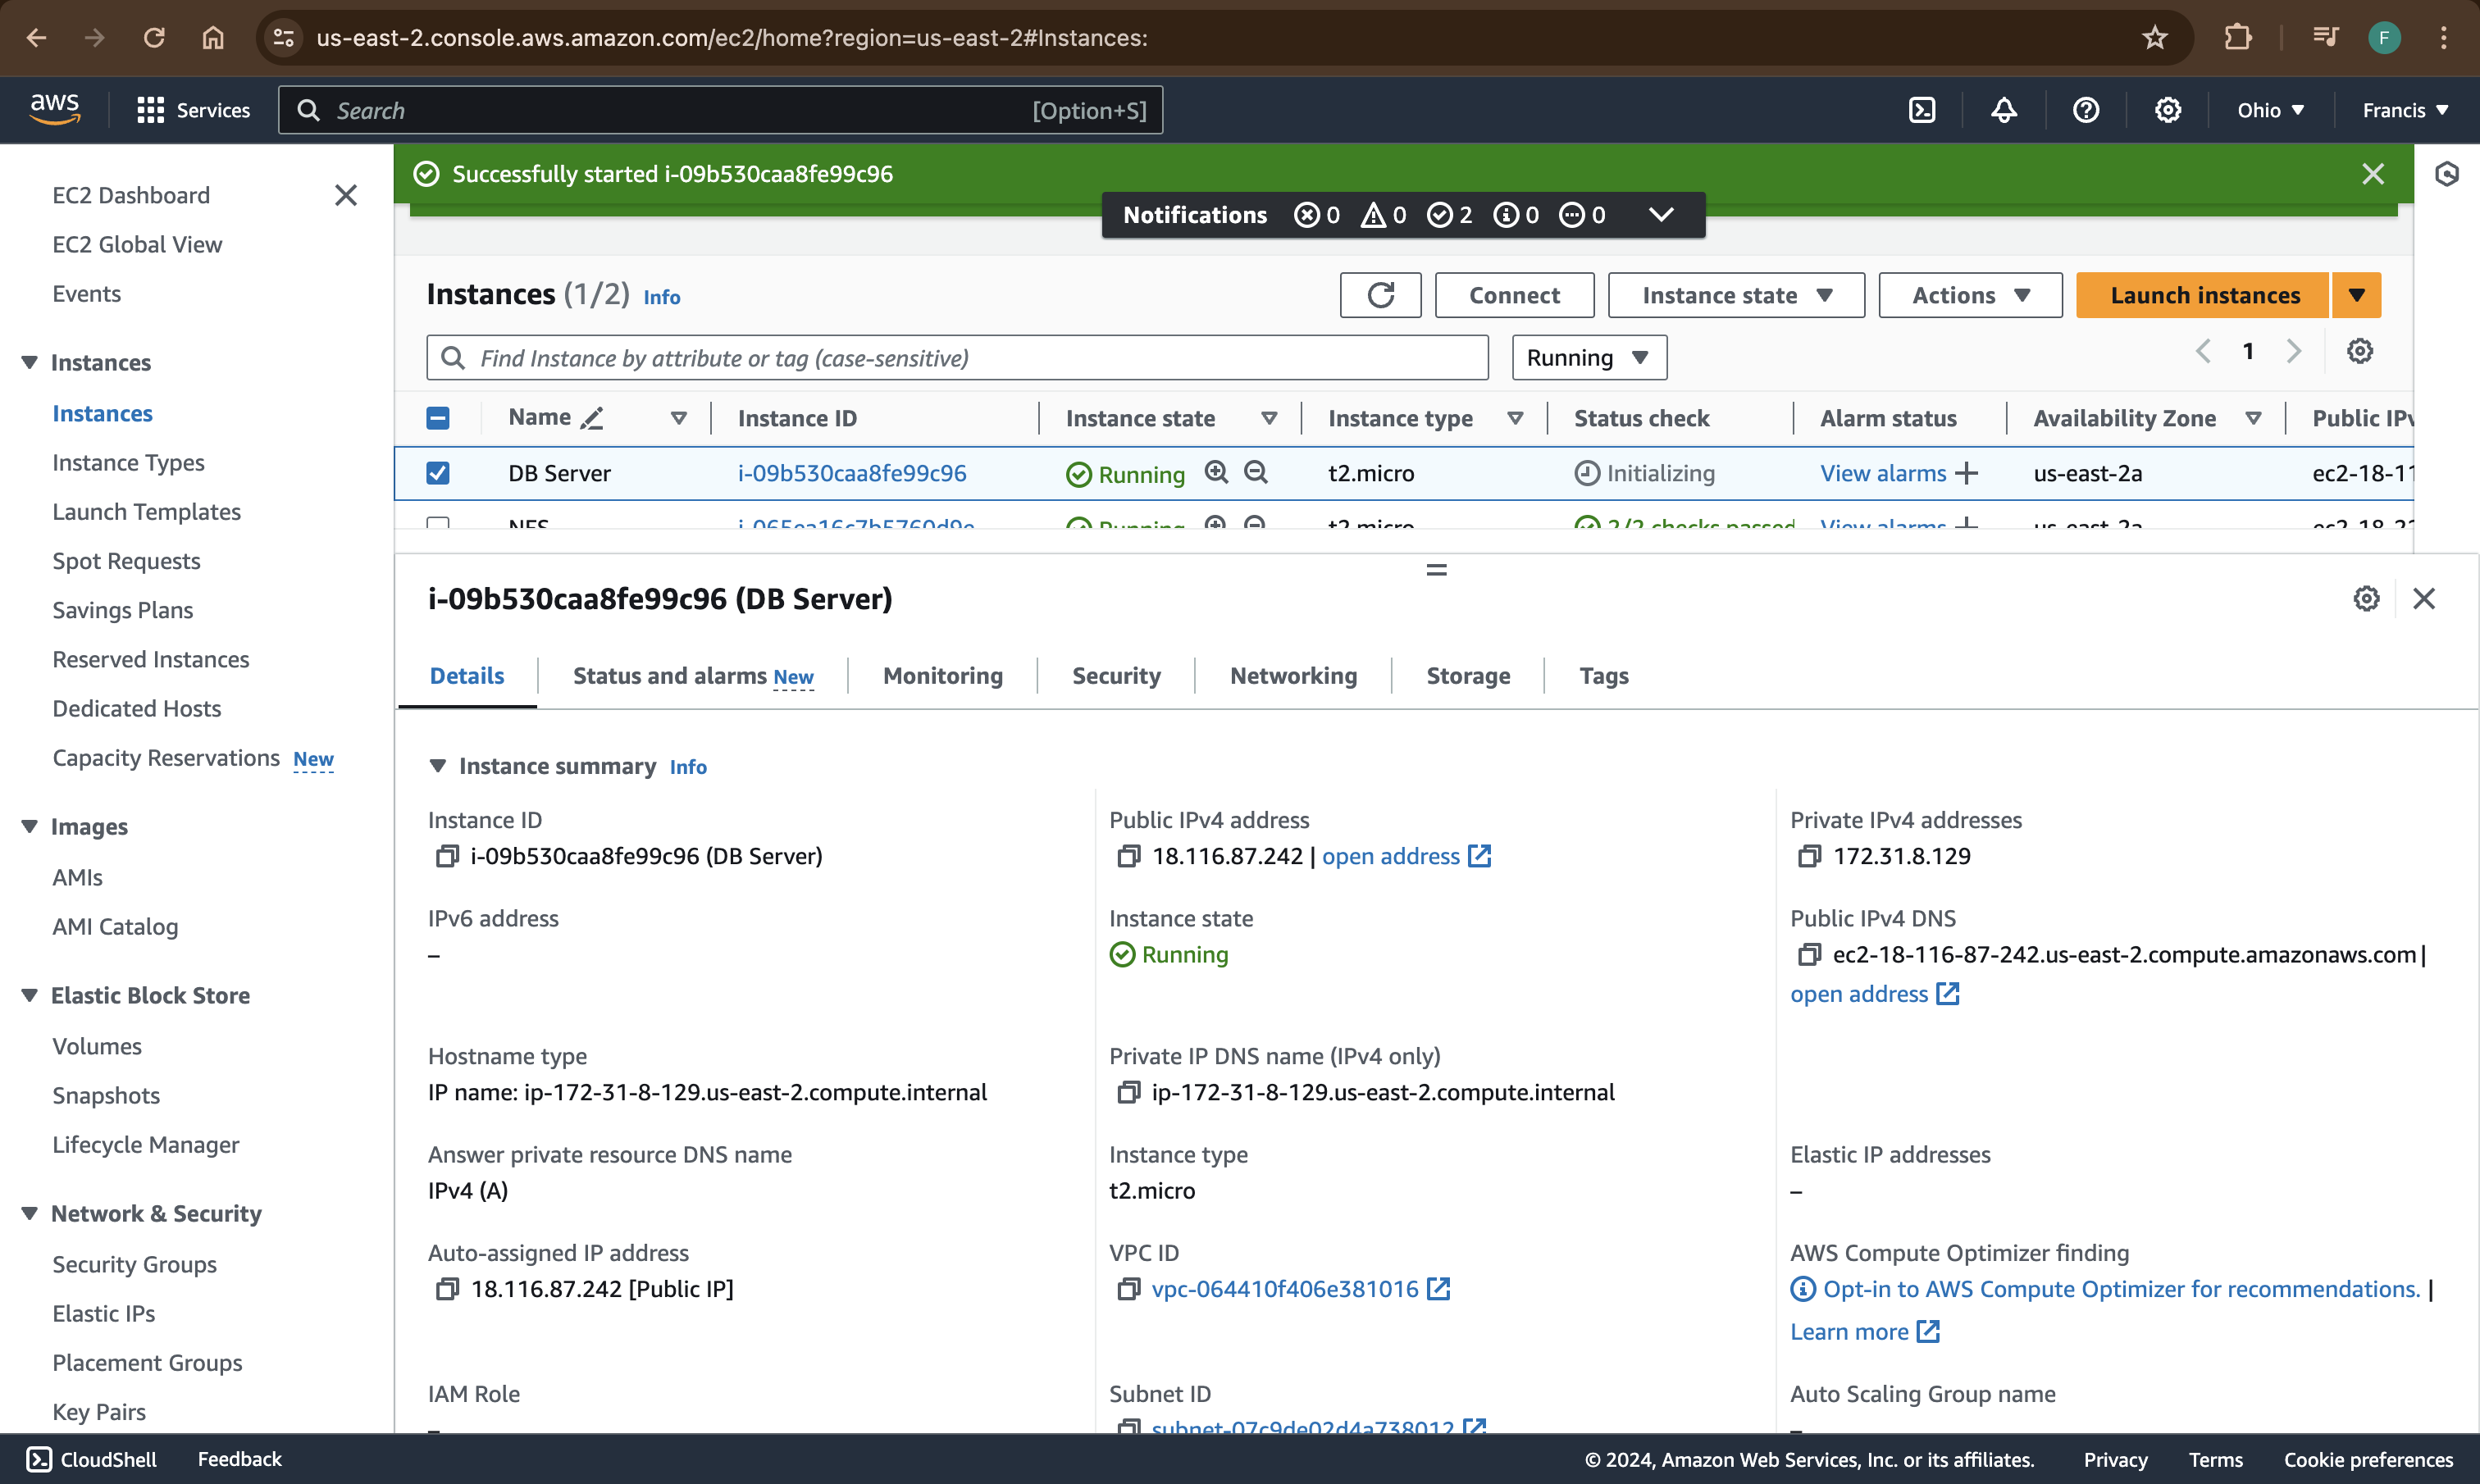 us-east-2.console.aws.amazon.com/ec2/home?region=us-east-2#Instances:
F
aws
Services
Search
[Option+S]
Ohio
Francis
EC2 Dashboard
EC2 Global View
Events
Instances
Instances
Instance Types
Launch Templates
Spot Requests
Savings Plans
Reserved Instances
Dedicated Hosts
Capacity Reservations New
Images
AMIs
AMI Catalog
Elastic Block Store
Volumes
Snapshots
Lifecycle Manager
Network & Security
Security Groups
Elastic IPs
Placement Groups
Key Pairs
Successfully started i-09b530caa8fe99c96
Notifications 0 0 2 0 0
Instances (1/2) Info
Connect
Instance state
Actions
Launch instances
Find Instance by attribute or tag (case-sensitive)
Running
1
Name Instance ID Instance state Instance type Status check Alarm status Availability Zone Public IPv
DB Server i-09b530caa8fe99c96 Running t2.micro Initializing View alarms us-east-2a ec2-18-11
NFS i-065ea16c7b5760d9e Running t2.micro 2/2 checks passed View alarms us-east-2a ec2-18-22
i-09b530caa8fe99c96 (DB Server)
Details
Status and alarms New
Monitoring
Security
Networking
Storage
Tags
Instance summary Info
Instance ID
i-09b530caa8fe99c96 (DB Server)
Public IPv4 address
18.116.87.242 | open address
Private IPv4 addresses
172.31.8.129
IPv6 address
–
Instance state
Running
Public IPv4 DNS
ec2-18-116-87-242.us-east-2.compute.amazonaws.com |
open address
Hostname type
IP name: ip-172-31-8-129.us-east-2.compute.internal
Private IP DNS name (IPv4 only)
ip-172-31-8-129.us-east-2.compute.internal
Answer private resource DNS name
IPv4 (A)
Instance type
t2.micro
Elastic IP addresses
–
Auto-assigned IP address
18.116.87.242 [Public IP]
VPC ID
vpc-064410f406e381016
AWS Compute Optimizer finding
Opt-in to AWS Compute Optimizer for recommendations. |
Learn more
IAM Role
–
Subnet ID
subnet-07c9de02d4a738012
Auto Scaling Group name
–
CloudShell
Feedback
© 2024, Amazon Web Services, Inc. or its affiliates.
Privacy
Terms
Cookie preferences